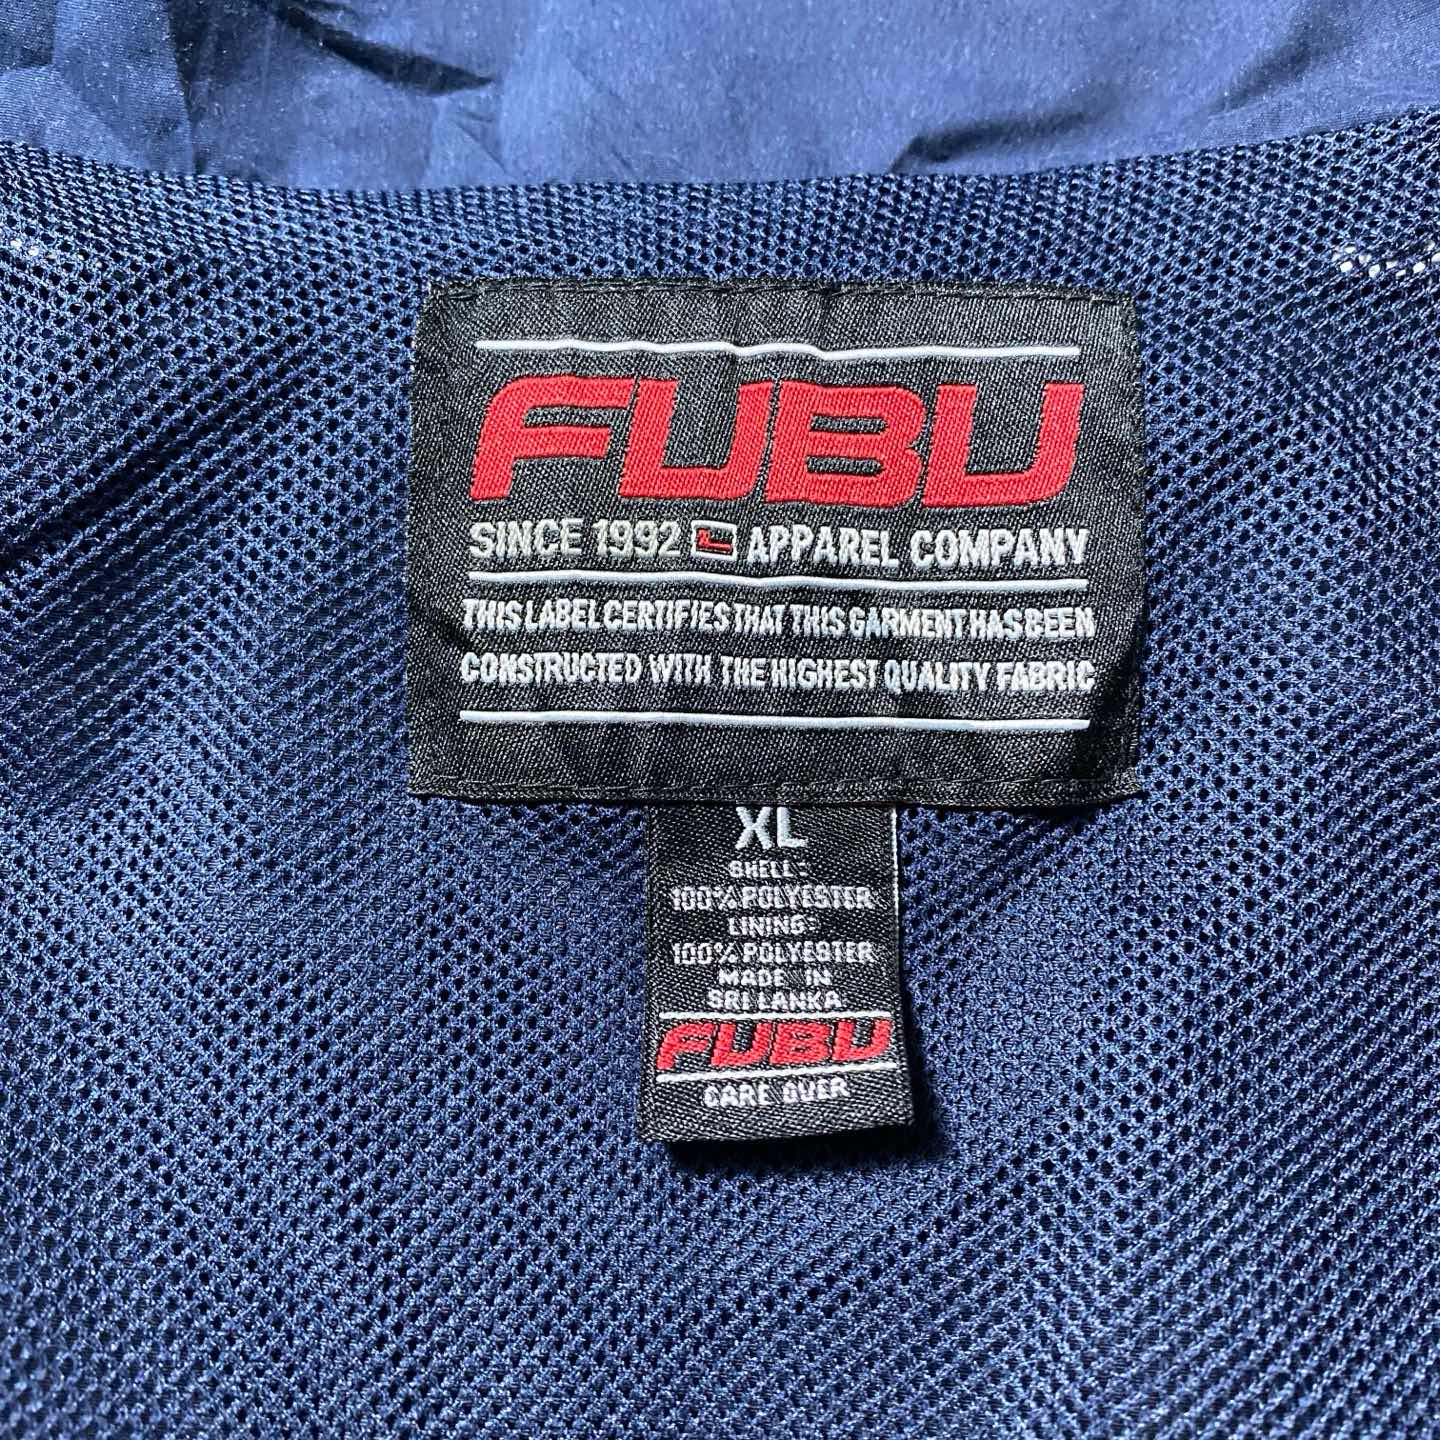 FUBU
SINCE 1992 APPAREL COMPANY
THIS LABEL CERTIFIES THAT THIS GARMENT HAS BEEN
CONSTRUCTED WITH THE HIGHEST QUALITY FABRIC
XL
SHELL:
100% POLYESTER
LINING:
100% POLYESTER
MADE IN
SRI LANKA
FUBU
CARE OVER